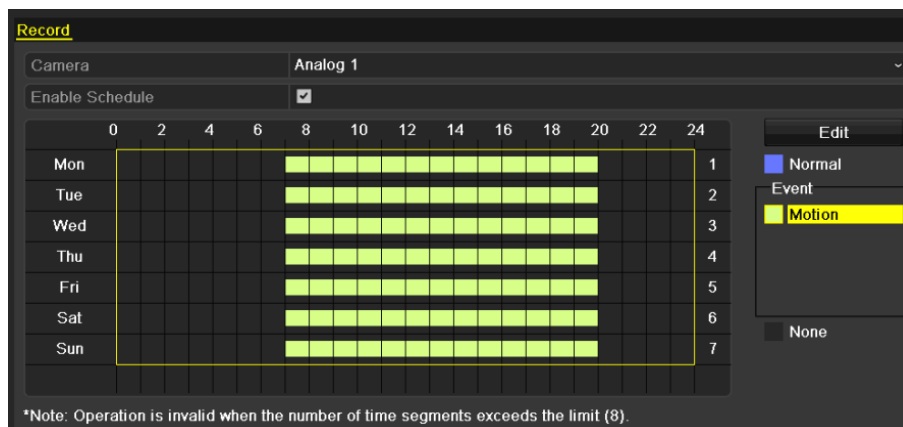 Record
Camera Analog 1
Enable Schedule
0 2 4 6 8 10 12 14 16 18 20 22 24
Edit
Mon 1
Normal
Event
Tue 2
Motion
Wed 3
Thu 4
Fri 5
Sat 6
None
Sun 7
*Note: Operation is invalid when the number of time segments exceeds the limit (8).